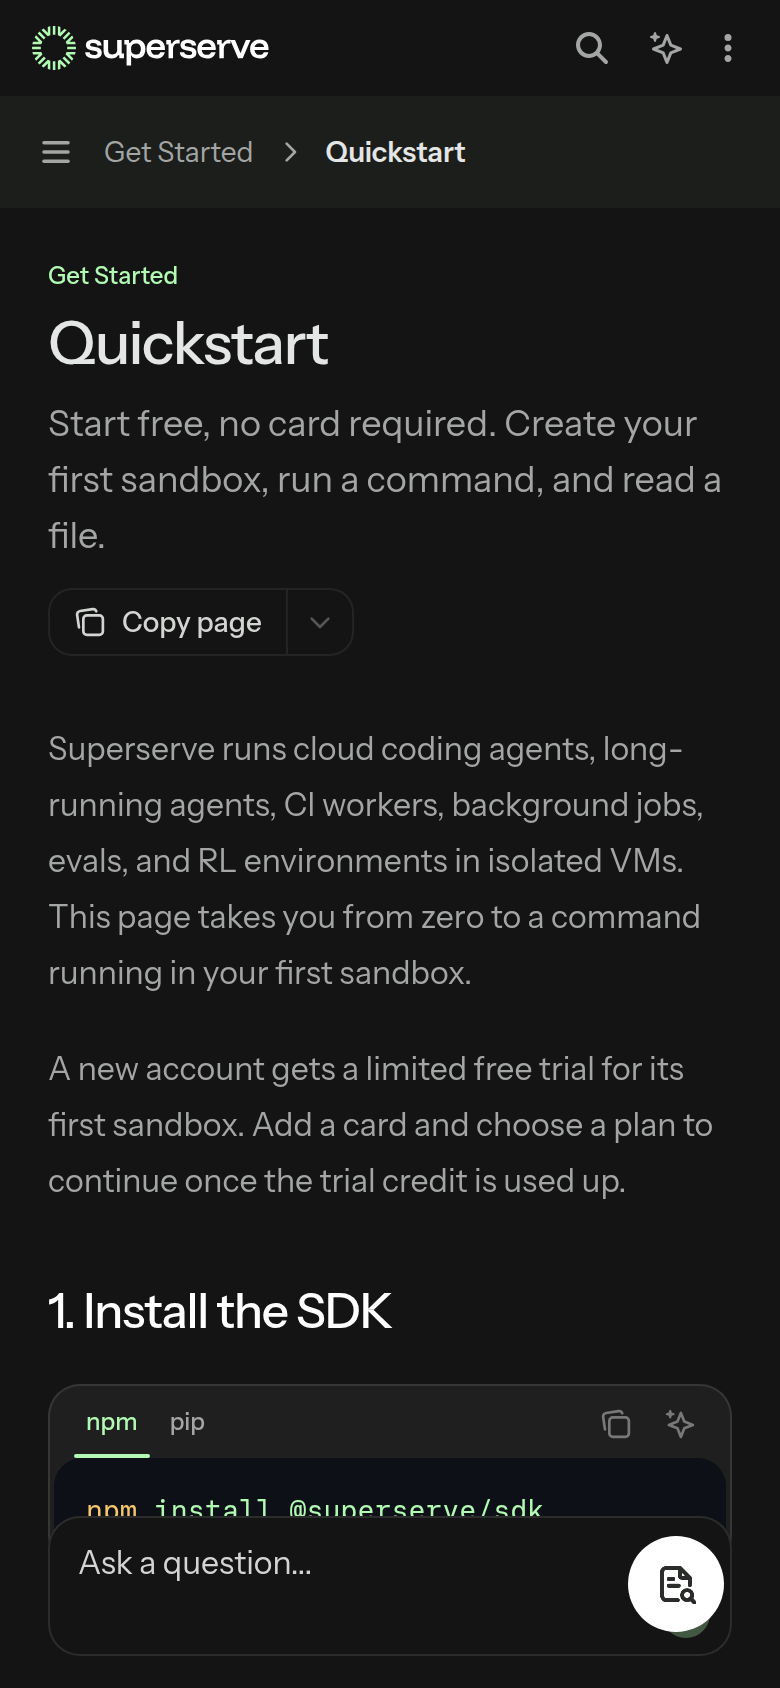 superserve
Get Started > Quickstart
Get Started
Quickstart
Start free, no card required. Create your
first sandbox, run a command, and read a
file.
Copy page
Superserve runs cloud coding agents, long-
running agents, CI workers, background jobs,
evals, and RL environments in isolated VMs.
This page takes you from zero to a command
running in your first sandbox.
A new account gets a limited free trial for its
first sandbox. Add a card and choose a plan to
continue once the trial credit is used up.
1. Install the SDK
npm pip
npm install @superserve/sdk
Ask a question...